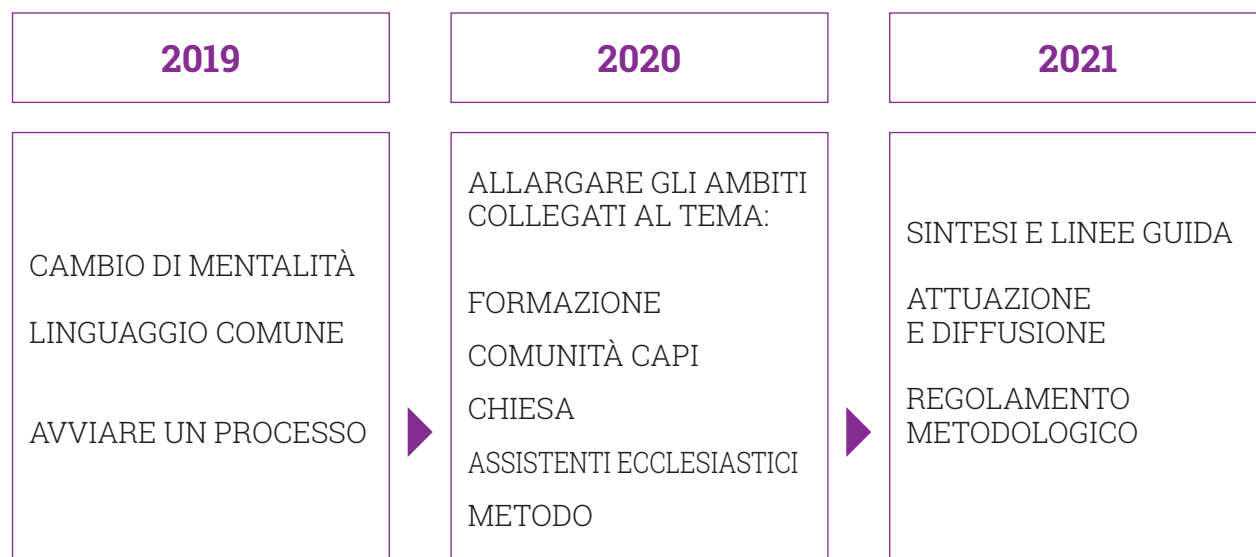 2019
CAMBIO DI MENTALITÀ
LINGUAGGIO COMUNE
AVVIARE UN PROCESSO
2020
ALLARGARE GLI AMBITI
COLLEGATI AL TEMA:
FORMAZIONE
COMUNITÀ CAPI
CHIESA
ASSISTENTI ECCLESIASTICI
METODO
2021
SINTESI E LINEE GUIDA
ATTUAZIONE
E DIFFUSIONE
REGOLAMENTO
METODOLOGICO